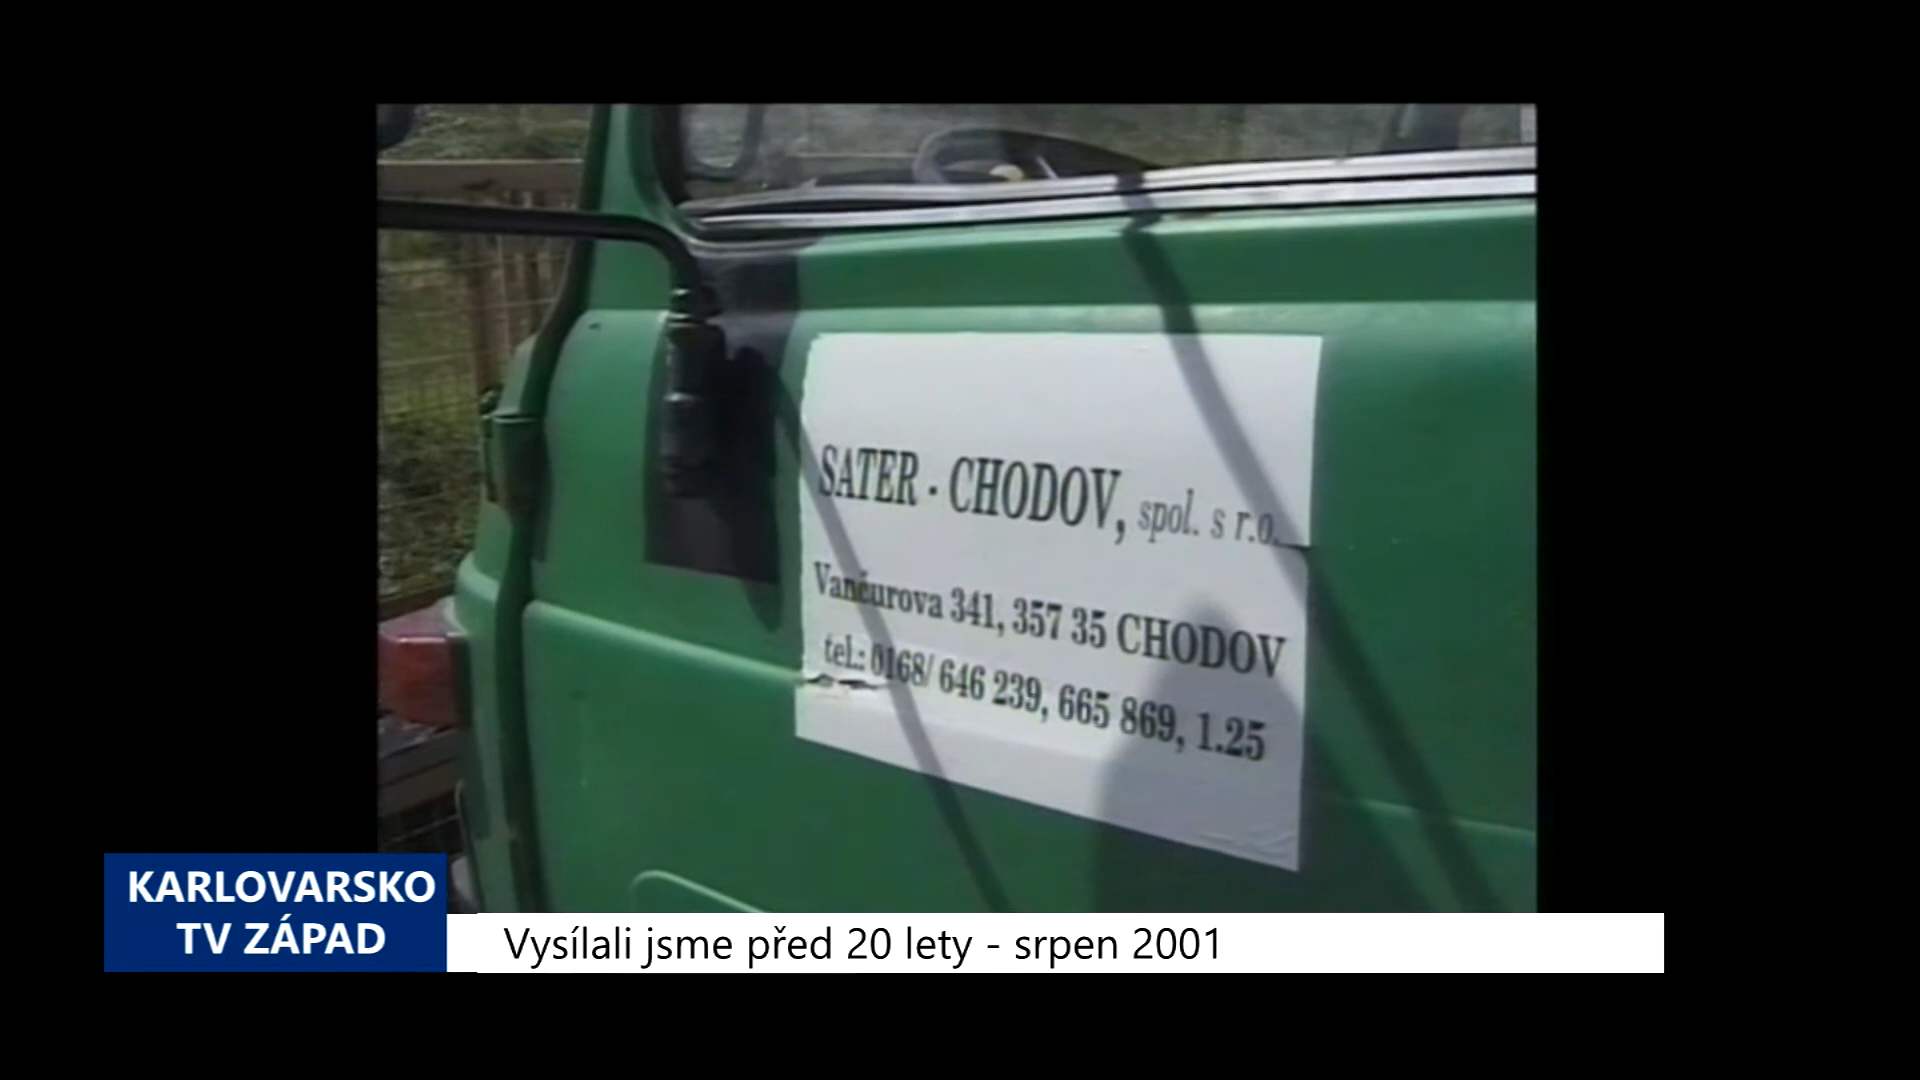 SATER - CHODOV, spol. s r.o.
Vančurova 341, 357 35 CHODOV
tel.: 0168/ 646 239, 665 869, 1.25
KARLOVARSKO
TV ZÁPAD
Vysílali jsme před 20 lety - srpen 2001